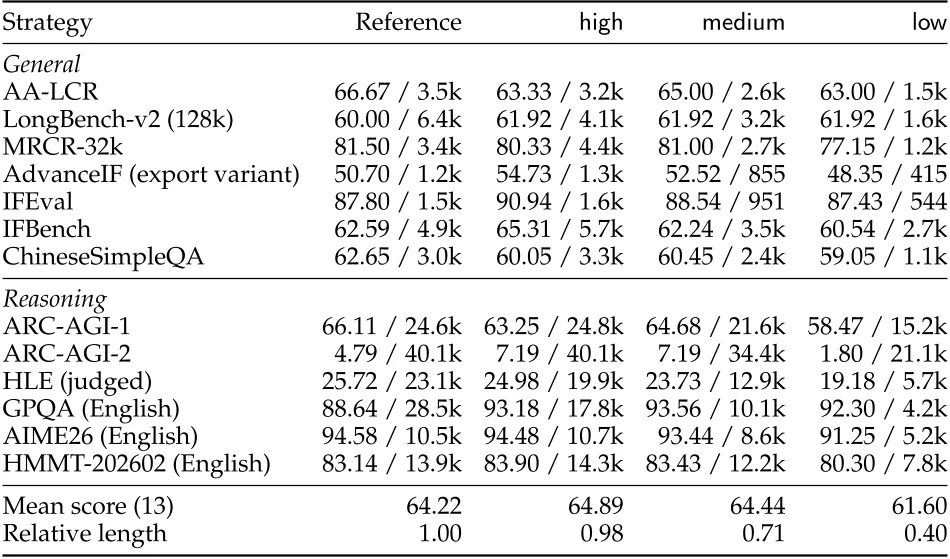 Strategy Reference high medium low
General
AA-LCR 66.67 / 3.5k 63.33 / 3.2k 65.00 / 2.6k 63.00 / 1.5k
LongBench-v2 (128k) 60.00 / 6.4k 61.92 / 4.1k 61.92 / 3.2k 61.92 / 1.6k
MRCR-32k 81.50 / 3.4k 80.33 / 4.4k 81.00 / 2.7k 77.15 / 1.2k
AdvanceIF (export variant) 50.70 / 1.2k 54.73 / 1.3k 52.52 / 855 48.35 / 415
IFEval 87.80 / 1.5k 90.94 / 1.6k 88.54 / 951 87.43 / 544
IFBench 62.59 / 4.9k 65.31 / 5.7k 62.24 / 3.5k 60.54 / 2.7k
ChineseSimpleQA 62.65 / 3.0k 60.05 / 3.3k 60.45 / 2.4k 59.05 / 1.1k
Reasoning
ARC-AGI-1 66.11 / 24.6k 63.25 / 24.8k 64.68 / 21.6k 58.47 / 15.2k
ARC-AGI-2 4.79 / 40.1k 7.19 / 40.1k 7.19 / 34.4k 1.80 / 21.1k
HLE (judged) 25.72 / 23.1k 24.98 / 19.9k 23.73 / 12.9k 19.18 / 5.7k
GPQA (English) 88.64 / 28.5k 93.18 / 17.8k 93.56 / 10.1k 92.30 / 4.2k
AIME26 (English) 94.58 / 10.5k 94.48 / 10.7k 93.44 / 8.6k 91.25 / 5.2k
HMMT-202602 (English) 83.14 / 13.9k 83.90 / 14.3k 83.43 / 12.2k 80.30 / 7.8k
Mean score (13) 64.22 64.89 64.44 61.60
Relative length 1.00 0.98 0.71 0.40